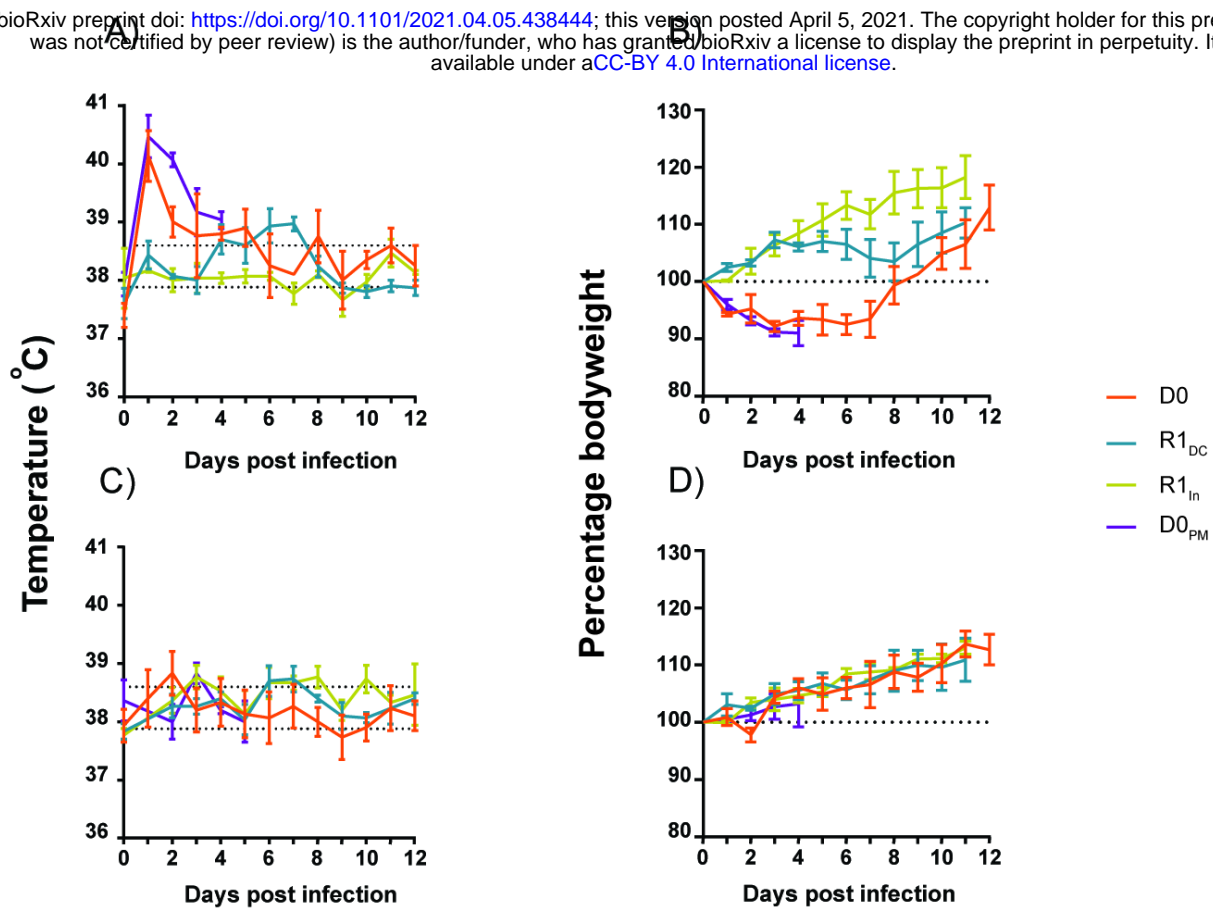 bioRxiv preprint doi: https://doi.org/10.1101/2021.04.05.438444; this version posted April 5, 2021. The copyright holder for this pre
was not certified by peer review) is the author/funder, who has granted bioRxiv a license to display the preprint in perpetuity. It
available under aCC-BY 4.0 International license.
A)
B)
41
40
39
38
37
36
0 2 4 6 8 10 12
Days post infection
130
120
110
100
90
80
0 2 4 6 8 10 12
Days post infection
Temperature (°C)
Percentage bodyweight
D0
R1DC
R1In
D0PM
C)
D)
41
40
39
38
37
36
0 2 4 6 8 10 12
Days post infection
130
120
110
100
90
80
0 2 4 6 8 10 12
Days post infection